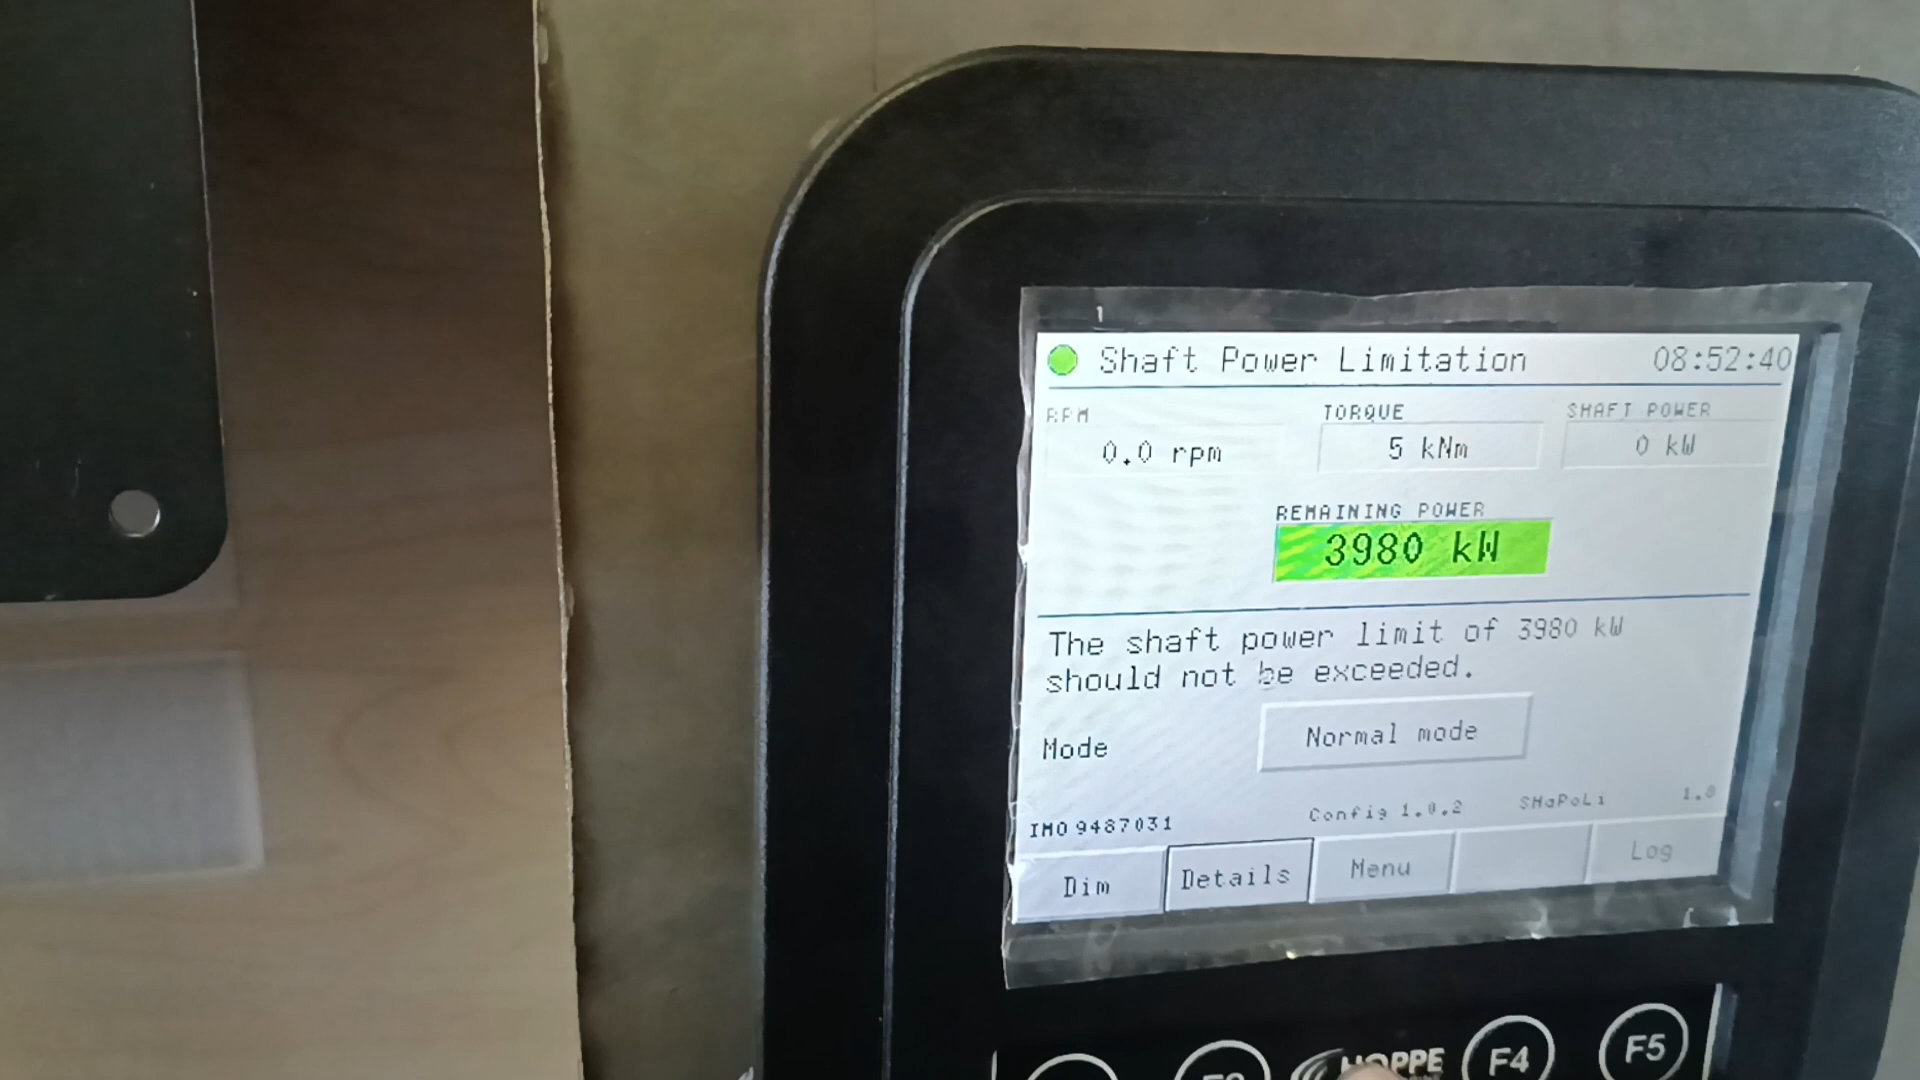 Shaft Power Limitation 08:52:40
RPM TORQUE SHAFT POWER
0.0 rpm 5 kNm 0 kW
REMAINING POWER
3980 kW
The shaft power limit of 3980 kW
should not be exceeded.
Mode Normal mode
IMO 9487031 Config 1.0.2 SHaPoLi
Dim Details Menu Log
HOPPE F4 F5